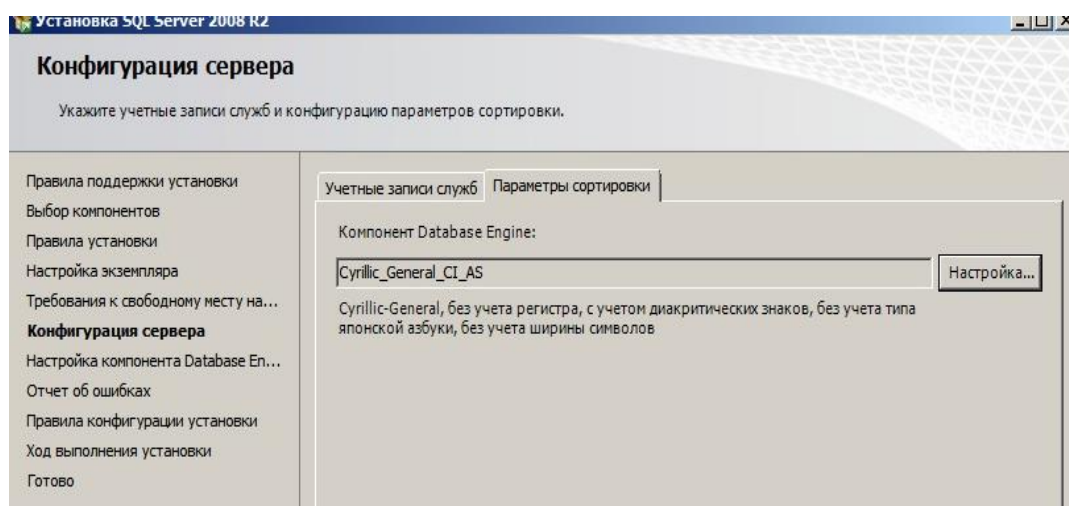 Установка SQL Server 2008 R2
Конфигурация сервера
Укажите учетные записи служб и конфигурацию параметров сортировки.
Правила поддержки установки
Выбор компонентов
Правила установки
Настройка экземпляра
Требования к свободному месту на...
Конфигурация сервера
Настройка компонента Database En...
Отчет об ошибках
Правила конфигурации установки
Ход выполнения установки
Готово
Учетные записи служб Параметры сортировки
Компонент Database Engine:
Cyrillic_General_CI_AS Настройка...
Cyrillic-General, без учета регистра, с учетом диакритических знаков, без учета типа
японской азбуки, без учета ширины символов